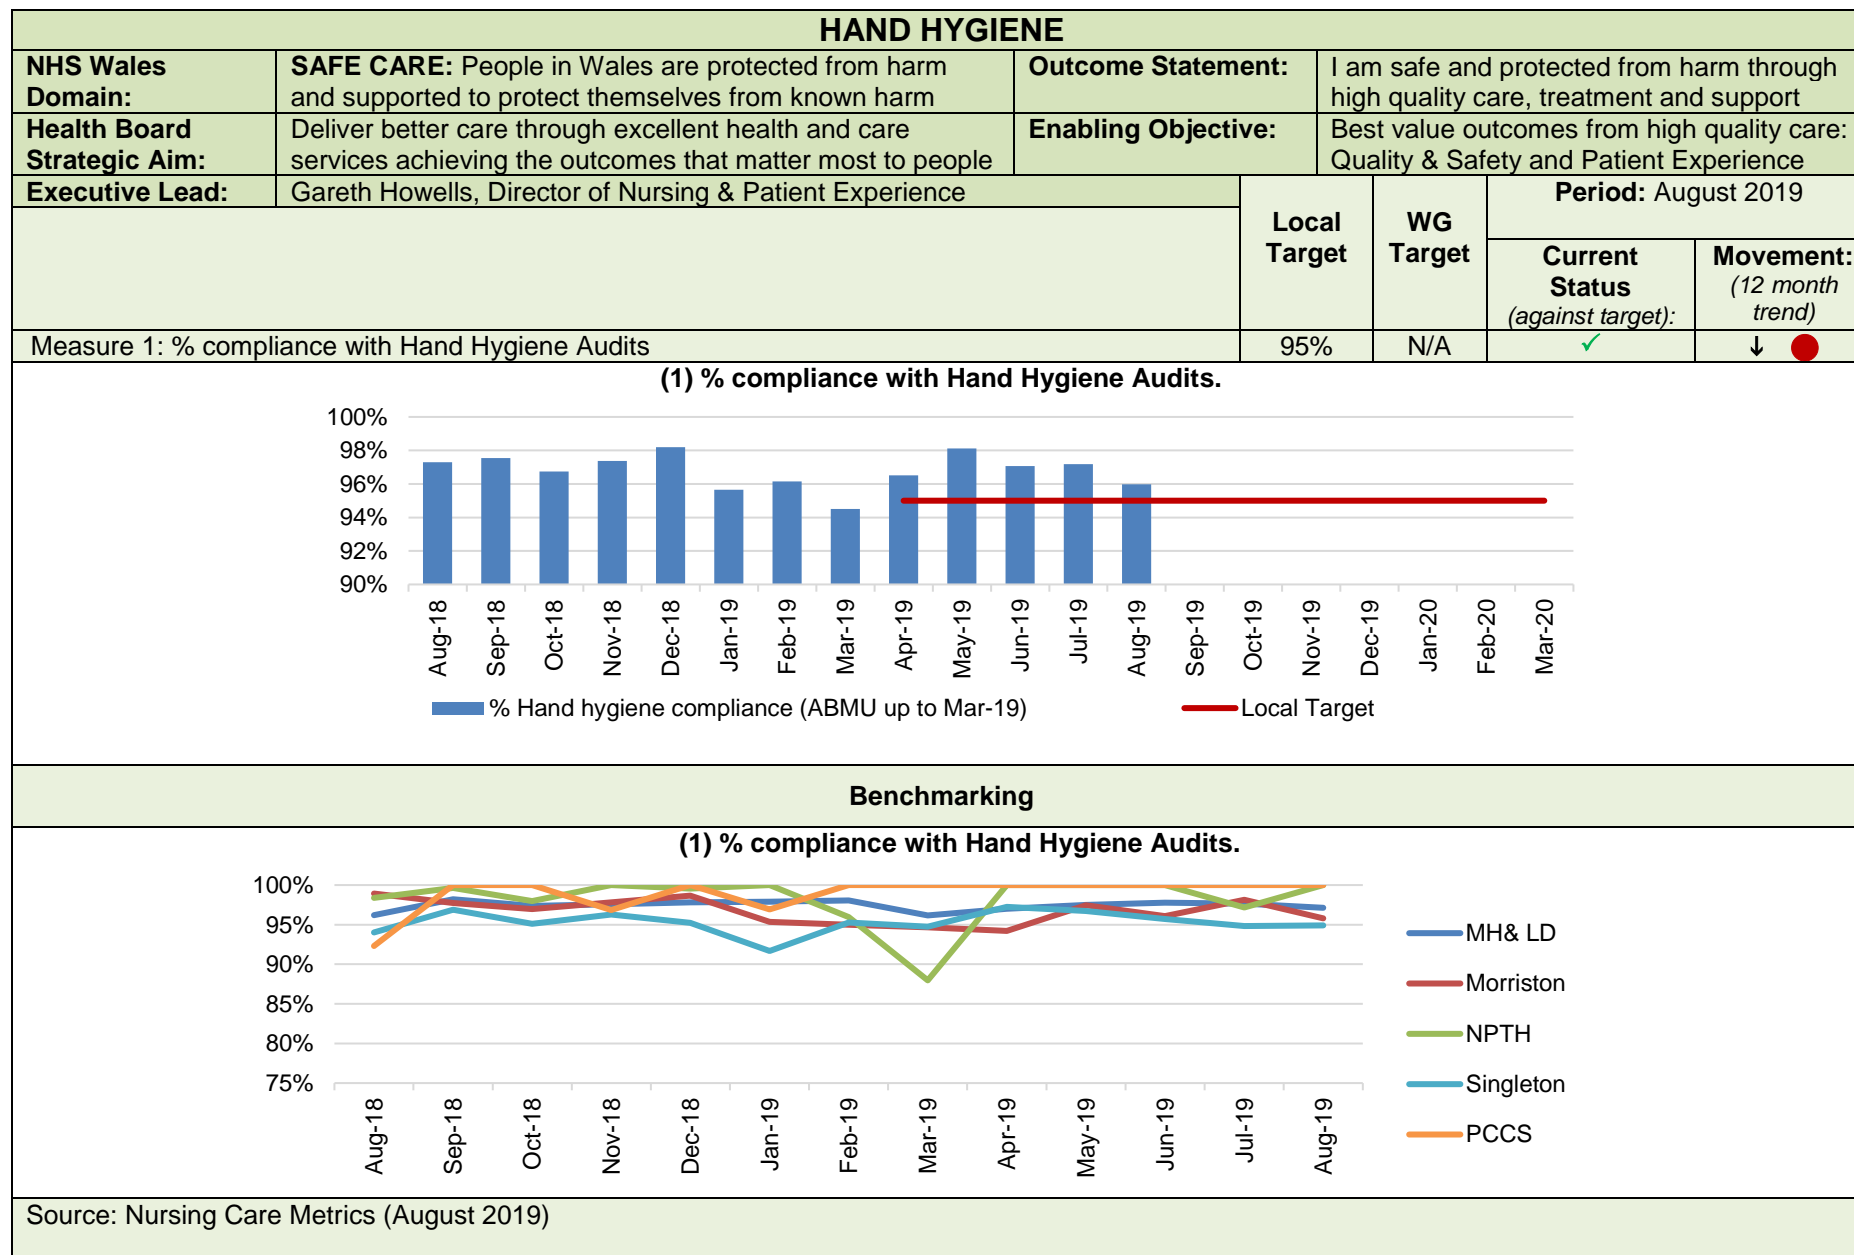 HAND HYGIENE
NHS Wales
Domain:
SAFE CARE: People in Wales are protected from harm
and supported to protect themselves from known harm
Outcome Statement:
I am safe and protected from harm through
high quality care, treatment and support
Health Board
Strategic Aim:
Deliver better care through excellent health and care
services achieving the outcomes that matter most to people
Enabling Objective:
Best value outcomes from high quality care:
Quality & Safety and Patient Experience
Executive Lead:
Gareth Howells, Director of Nursing & Patient Experience
Local
Target
WG
Target
Period: August 2019
Current
Status
(against target):
Movement:
(12 month
trend)
Measure 1: % compliance with Hand Hygiene Audits
95%
N/A
✓
↓
(1) % compliance with Hand Hygiene Audits.
100%
98%
96%
94%
92%
90%
Aug-18
Sep-18
Oct-18
Nov-18
Dec-18
Jan-19
Feb-19
Mar-19
Apr-19
May-19
Jun-19
Jul-19
Aug-19
Sep-19
Oct-19
Nov-19
Dec-19
Jan-20
Feb-20
Mar-20
% Hand hygiene compliance (ABMU up to Mar-19)
Local Target
Benchmarking
(1) % compliance with Hand Hygiene Audits.
100%
95%
90%
85%
80%
75%
Aug-18
Sep-18
Oct-18
Nov-18
Dec-18
Jan-19
Feb-19
Mar-19
Apr-19
May-19
Jun-19
Jul-19
Aug-19
MH& LD
Morriston
NPTH
Singleton
PCCS
Source: Nursing Care Metrics (August 2019)